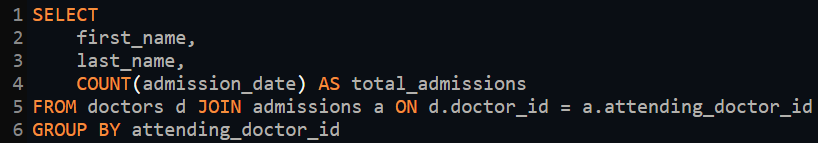 1 SELECT
2     first_name,
3     last_name,
4     COUNT(admission_date) AS total_admissions
5 FROM doctors d JOIN admissions a ON d.doctor_id = a.attending_doctor_id
6 GROUP BY attending_doctor_id